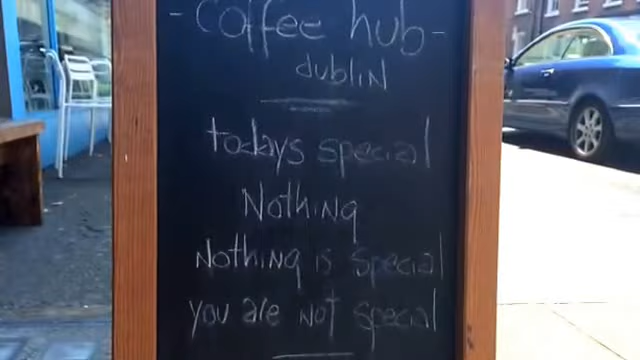 - Coffee hub -
dublin
todays special
Nothing
Nothing is special
you are not special